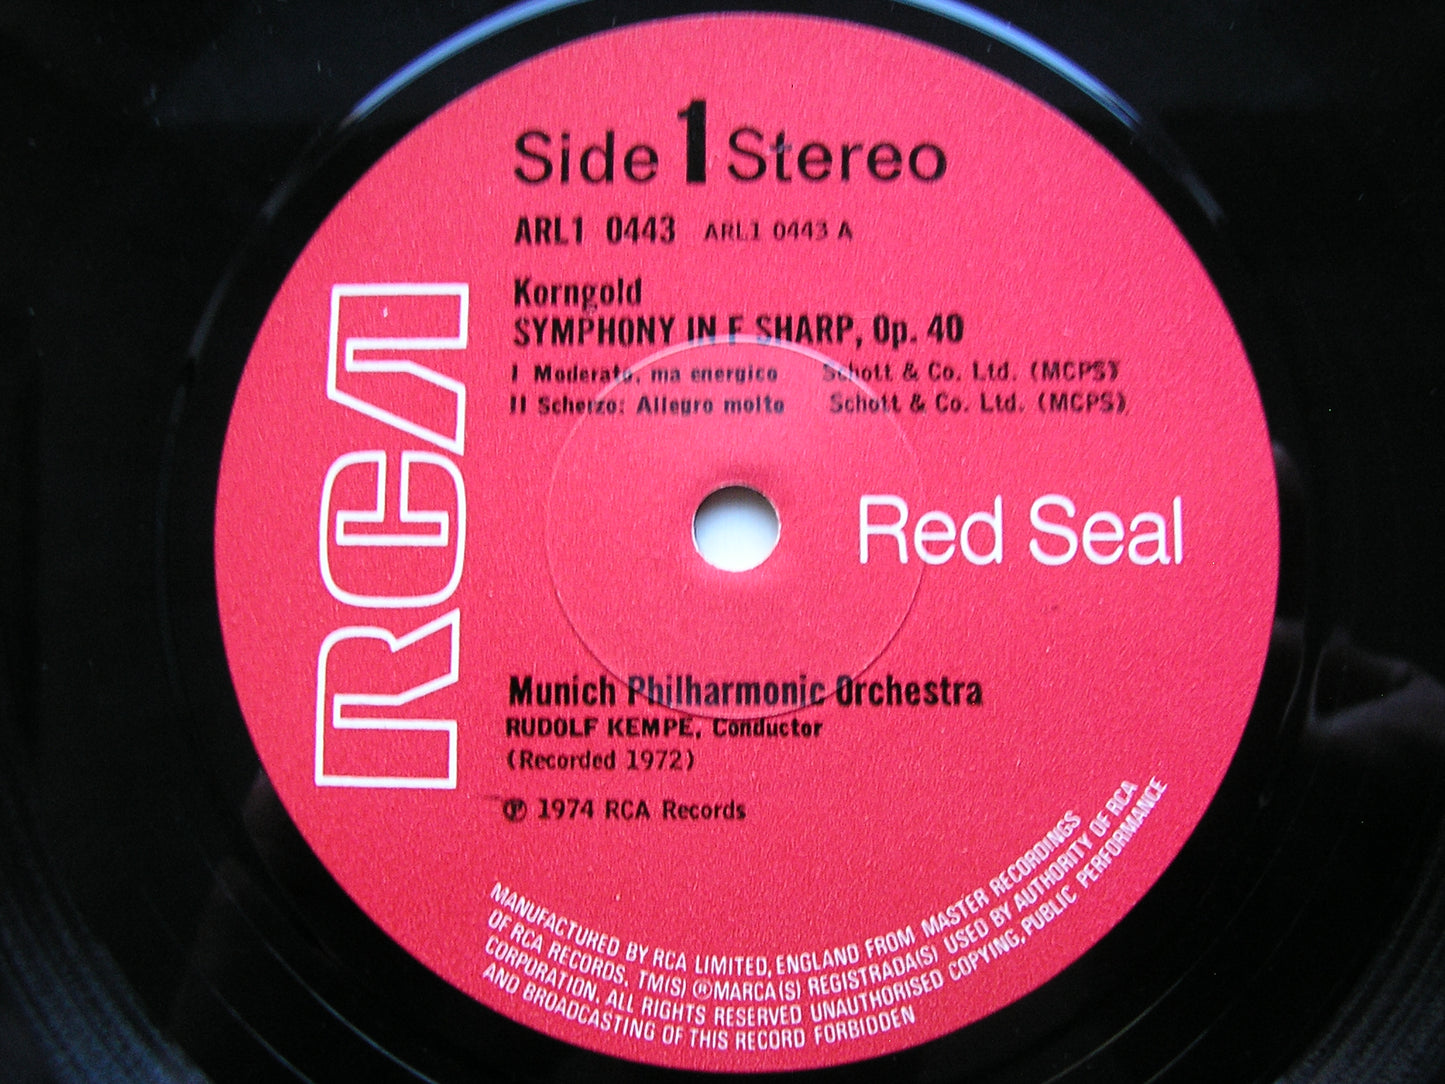 Side 1 Stereo
ARL1 0443 ARL1 0443 A
Korngold
SYMPHONY IN F SHARP, Op. 40
I Moderato, ma energico Schott & Co. Ltd. (MCPS)
II Scherzo: Allegro molto Schott & Co. Ltd. (MCPS)
RCA
Red Seal
Munich Philharmonic Orchestra
RUDOLF KEMPE, Conductor
(Recorded 1972)
℗ 1974 RCA Records
MANUFACTURED BY RCA LIMITED, ENGLAND FROM MASTER RECORDINGS
OF RCA RECORDS. TM(S) ® MARCA(S) REGISTRADA(S) USED BY AUTHORITY OF RCA
CORPORATION. ALL RIGHTS RESERVED UNAUTHORISED COPYING, PUBLIC PERFORMANCE
AND BROADCASTING OF THIS RECORD FORBIDDEN